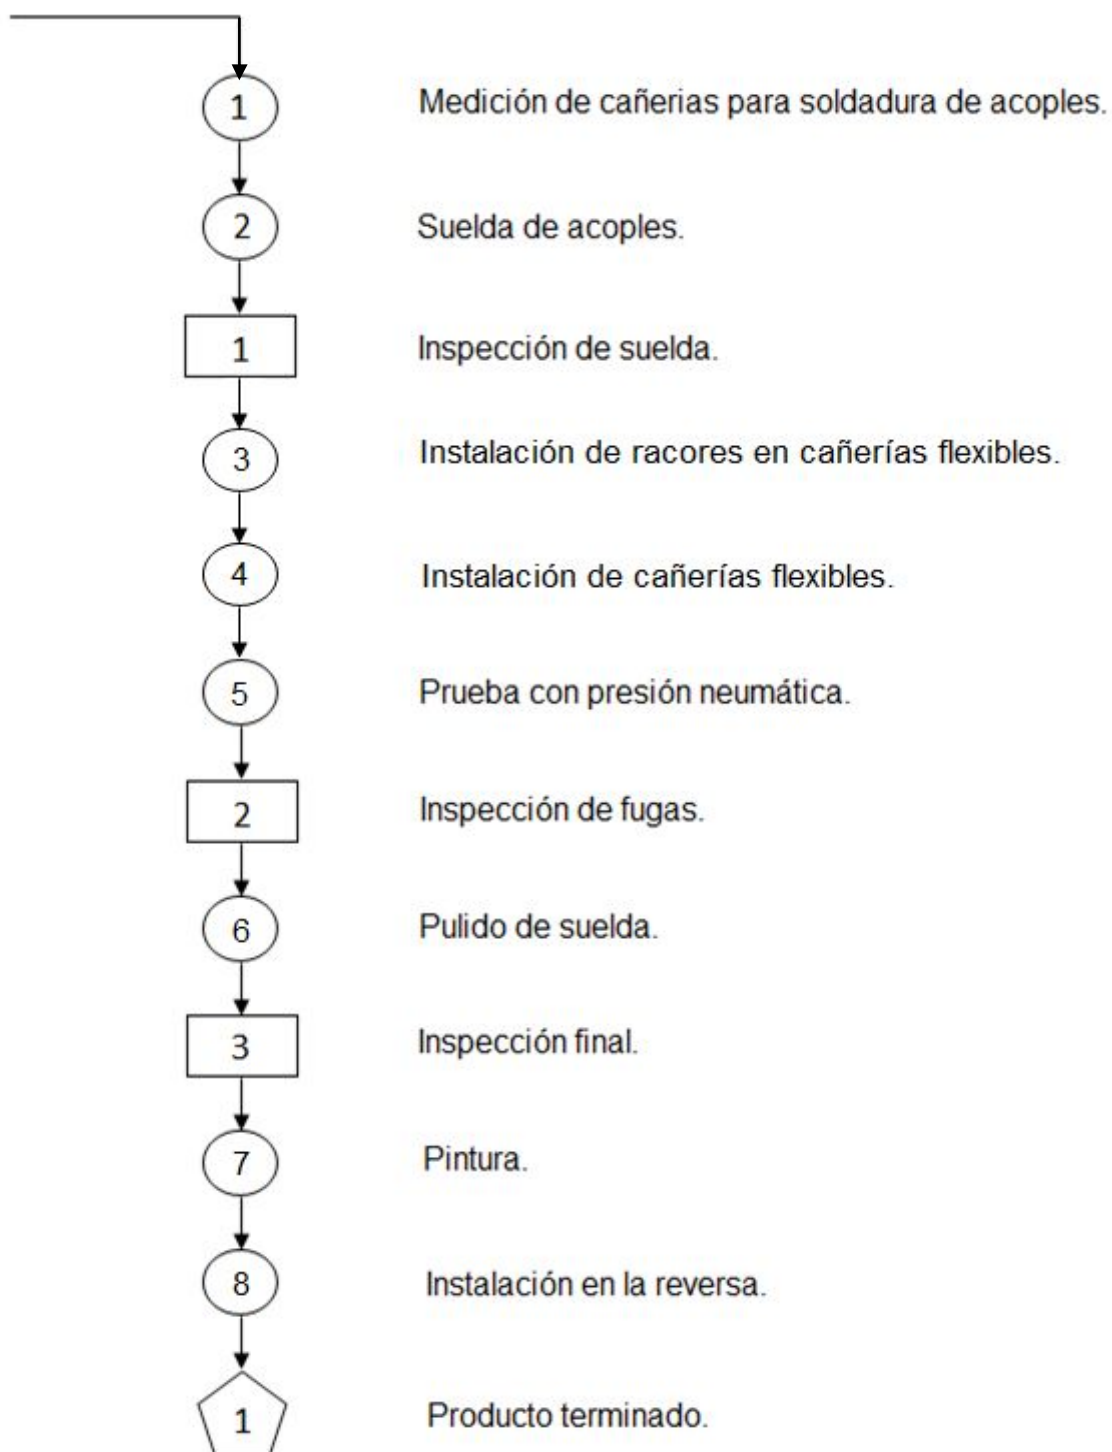 1 Medición de cañerias para soldadura de acoples.
2 Suelda de acoples.
1 Inspección de suelda.
3 Instalación de racores en cañerías flexibles.
4 Instalación de cañerías flexibles.
5 Prueba con presión neumática.
2 Inspección de fugas.
6 Pulido de suelda.
3 Inspección final.
7 Pintura.
8 Instalación en la reversa.
1 Producto terminado.